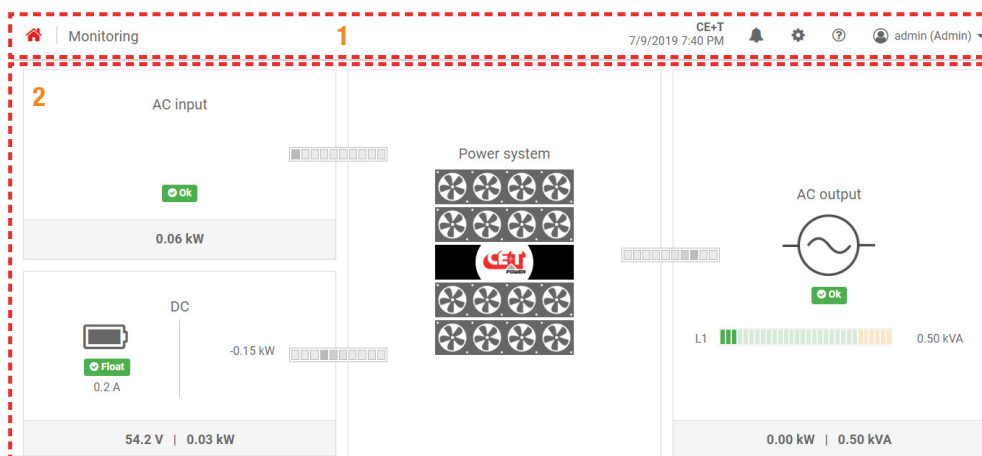 Monitoring
1
CE+T
7/9/2019 7:40 PM
admin (Admin)
2
AC input
Ok
0.06 kW
DC
Float
0.2 A
-0.15 kW
54.2 V | 0.03 kW
Power system
CE+T
POWER
AC output
Ok
L1
0.50 kVA
0.00 kW | 0.50 kVA